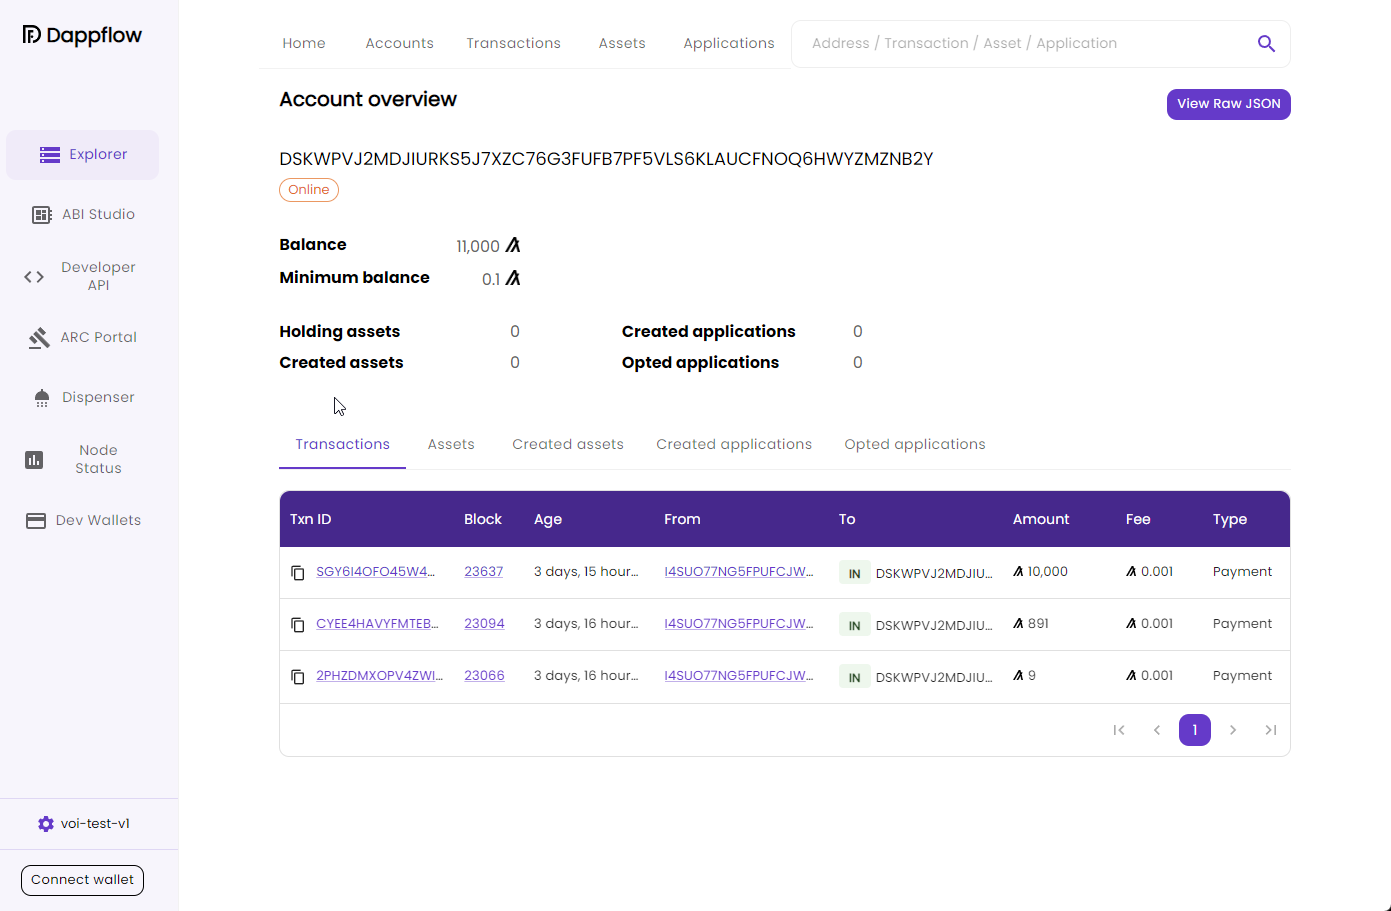 Dappflow
Home Accounts Transactions Assets Applications Address / Transaction / Asset / Application
Account overview
View Raw JSON
Explorer
ABI Studio
Developer
API
ARC Portal
Dispenser
Node
Status
Dev Wallets
voi-test-v1
Connect wallet
DSKWPVJ2MDJIURKS5J7XZC76G3FUFB7PF5VLS6KLAUCFNOQ6HWYZMZNB2Y
Online
Balance 11,000
Minimum balance 0.1
Holding assets 0 Created applications 0
Created assets 0 Opted applications 0
Transactions Assets Created assets Created applications Opted applications
Txn ID Block Age From To Amount Fee Type
SGY6I4OFO45W4... 23637 3 days, 15 hour... I4SUO77NG5FPUFCJW... IN DSKWPVJ2MDJIU... 10,000 0.001 Payment
CYEE4HAVYFMTEB... 23094 3 days, 16 hour... I4SUO77NG5FPUFCJW... IN DSKWPVJ2MDJIU... 891 0.001 Payment
2PHZDMXOPV4ZWI... 23066 3 days, 16 hour... I4SUO77NG5FPUFCJW... IN DSKWPVJ2MDJIU... 9 0.001 Payment
1